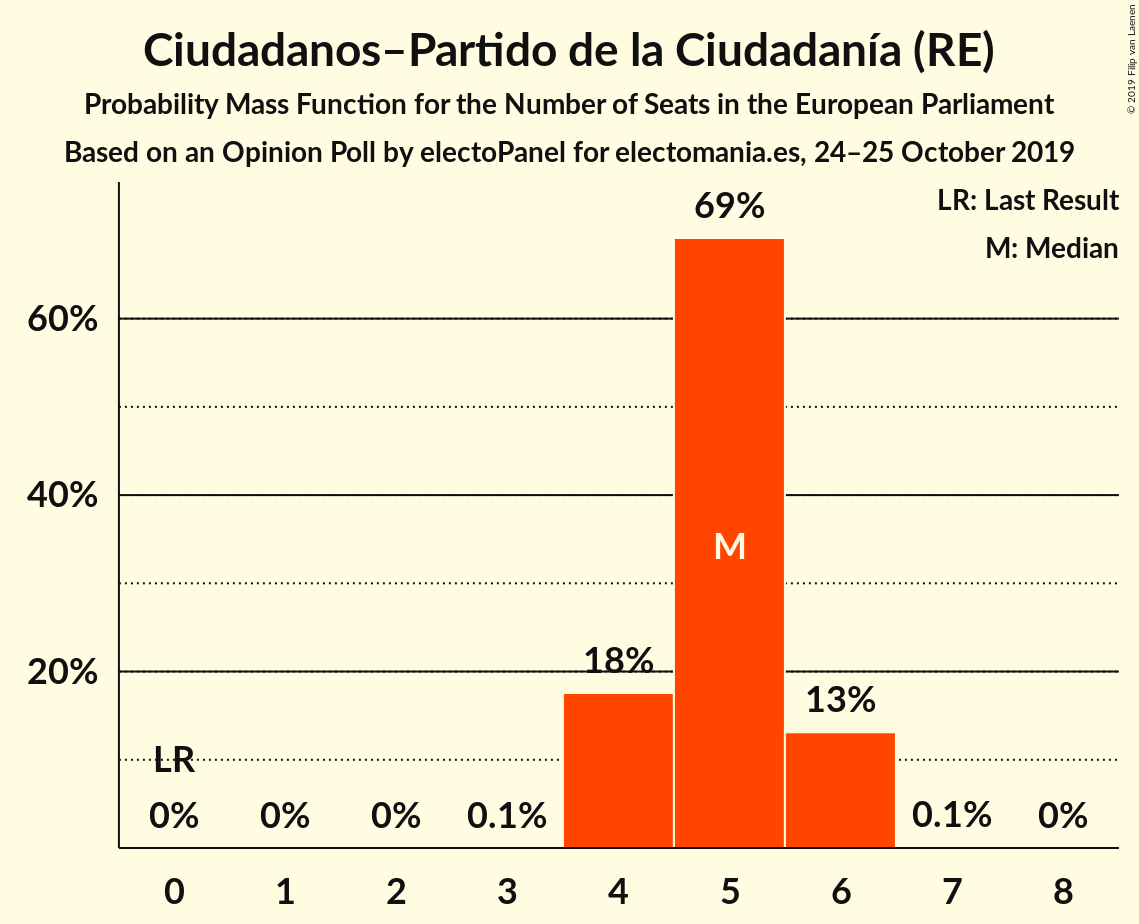 Ciudadanos–Partido de la Ciudadanía (RE)
Probability Mass Function for the Number of Seats in the European Parliament
Based on an Opinion Poll by electoPanel for electomania.es, 24–25 October 2019
© 2019 Filip van Laenen
LR: Last Result
M: Median
69%
60%
40%
M
20%
18%
13%
LR
0%
0%
0%
0.1%
0.1%
0%
0 1 2 3 4 5 6 7 8